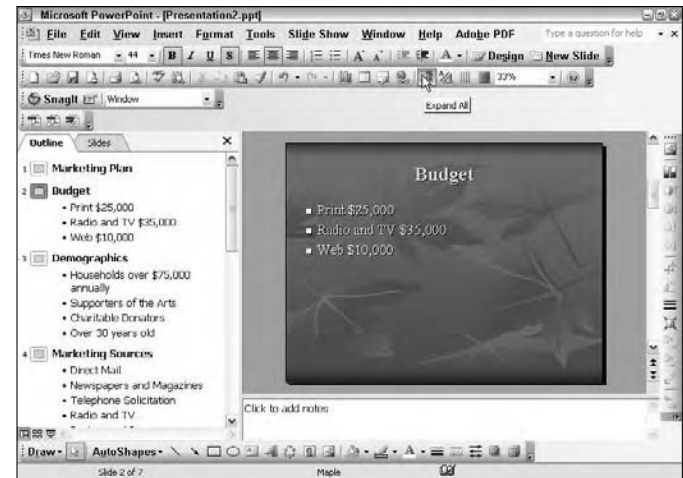 Microsoft PowerPoint - [Presentation2.ppt]
File Edit View Insert Format Tools Slide Show Window Help Adobe PDF Type a question for help
Times New Roman 44 B I U S A A A Design New Slide
33%
SnagIt Window
Expand All
Outline Slides
1 Marketing Plan
2 Budget
• Print $25,000
• Radio and TV $35,000
• Web $10,000
3 Demographics
• Households over $75,000
annually
• Supporters of the Arts
• Charitable Donators
• Over 30 years old
4 Marketing Sources
• Direct Mail
• Newspapers and Magazines
• Telephone Solicitation
• Radio and TV
Budget
Print $25,000
Radio and TV $35,000
Web $10,000
Click to add notes
Draw AutoShapes A
Slide 2 of 7 Maple